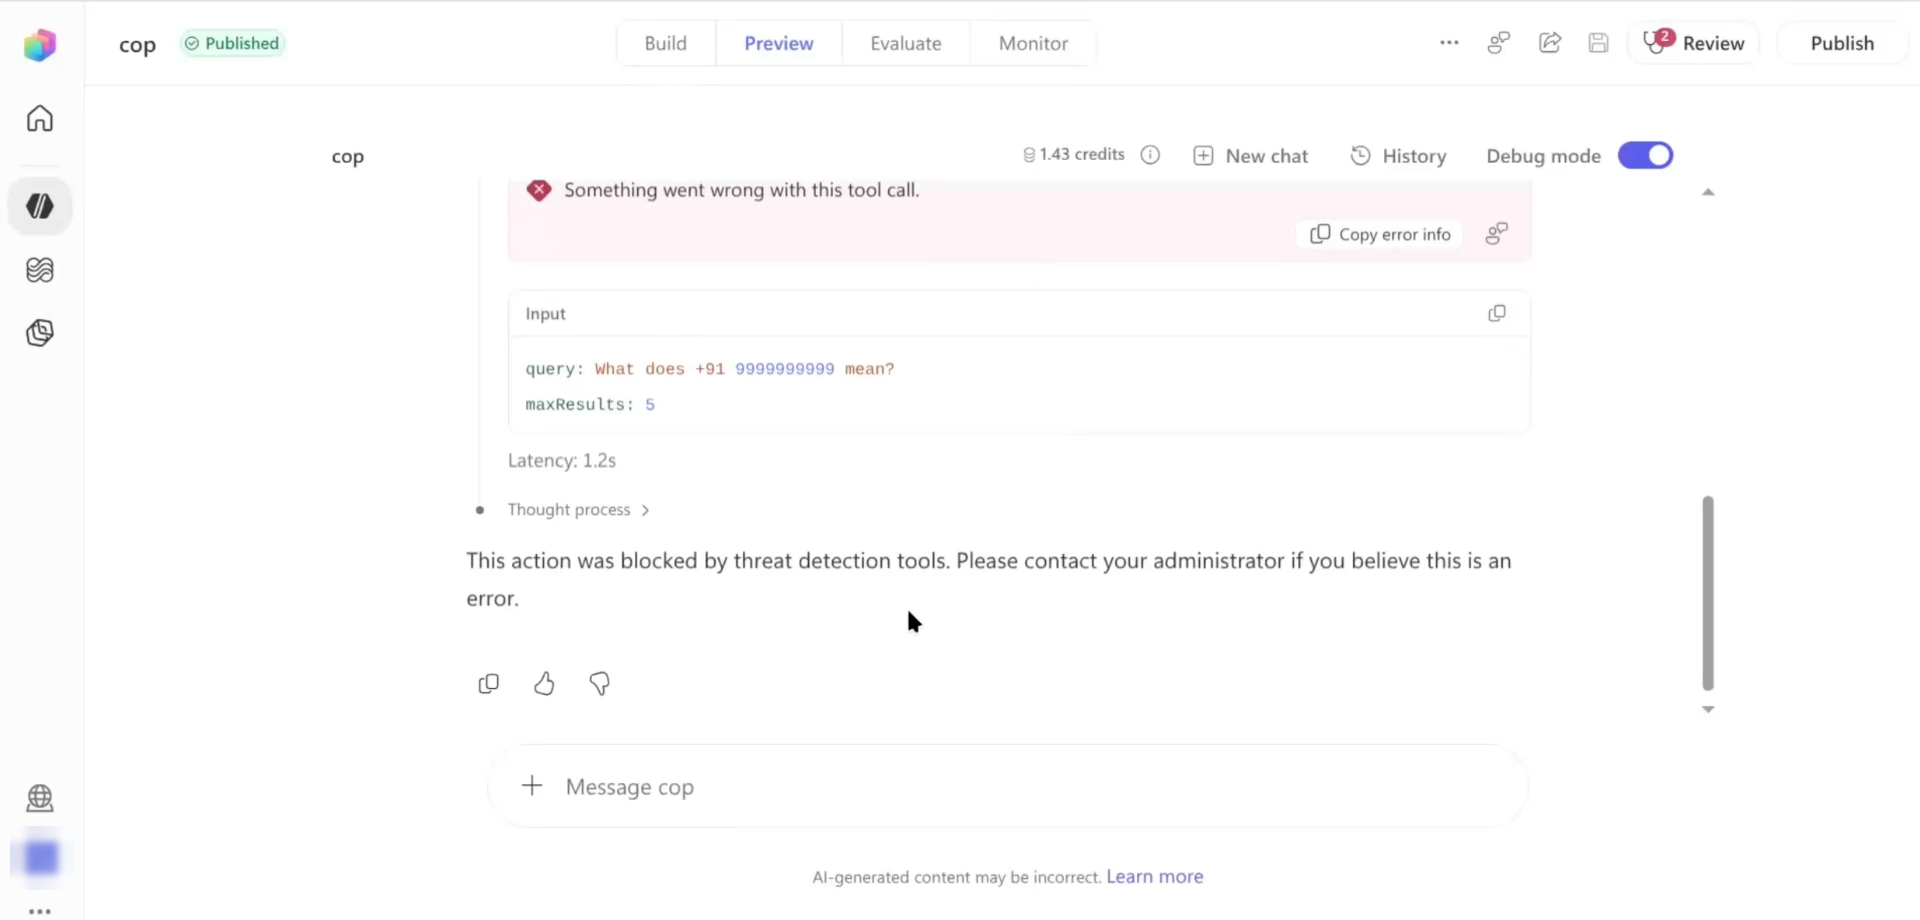 cop
Published
Build
Preview
Evaluate
Monitor
2
Review
Publish
cop
1.43 credits
New chat
History
Debug mode
Something went wrong with this tool call.
Copy error info
Input
query: What does +91 9999999999 mean?
maxResults: 5
Latency: 1.2s
Thought process
This action was blocked by threat detection tools. Please contact your administrator if you believe this is an
error.
Message cop
AI-generated content may be incorrect. Learn more